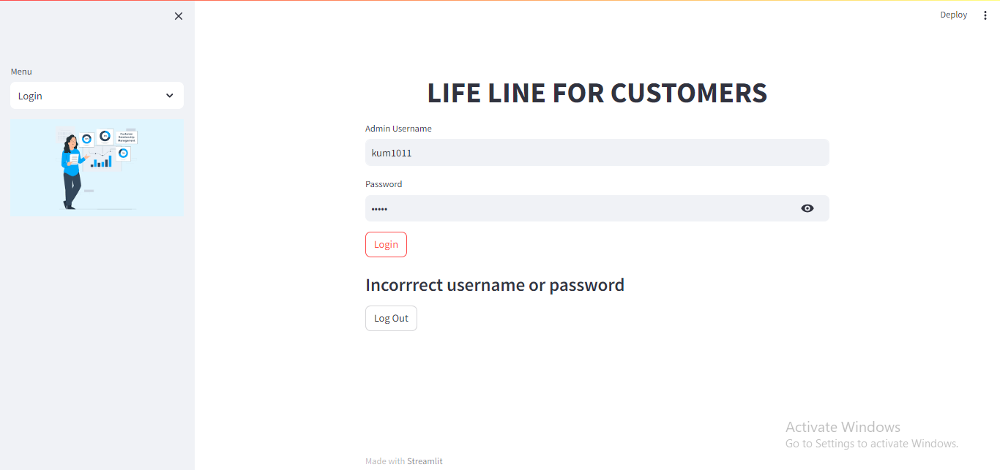 Deploy
Menu
Login
Customer
Relationship
Management
LIFE LINE FOR CUSTOMERS
Admin Username
kum1011
Password
•••••
Login
Incorrrect username or password
Log Out
Activate Windows
Go to Settings to activate Windows.
Made with Streamlit